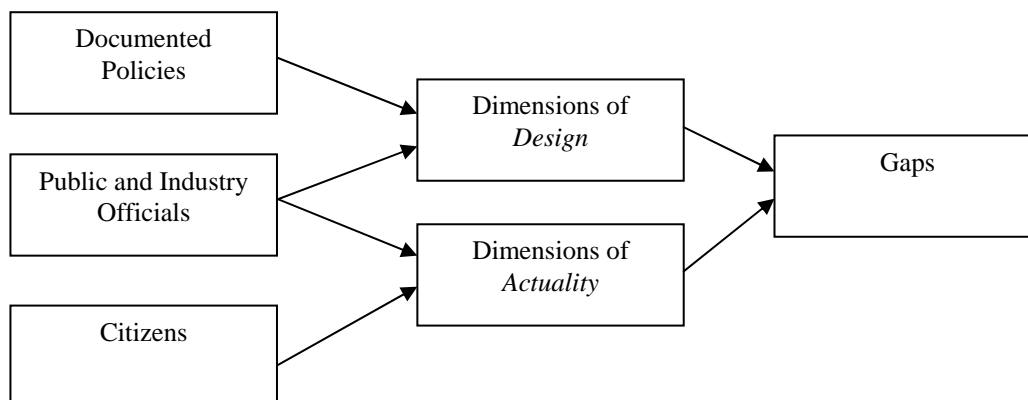 Documented
Policies
Public and Industry
Officials
Citizens
Dimensions of
Design
Dimensions of
Actuality
Gaps